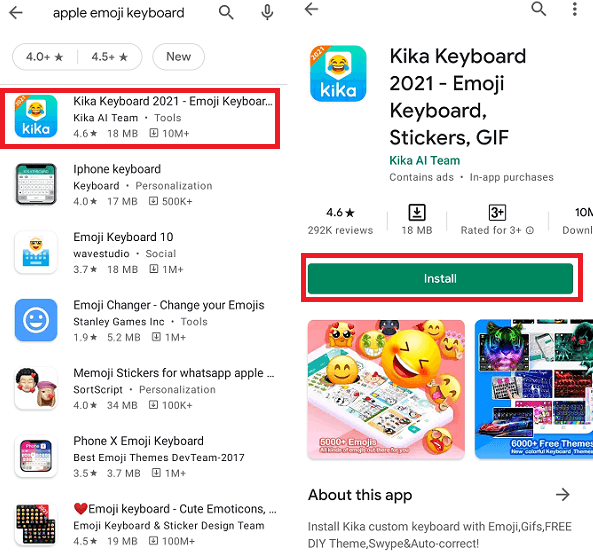 apple emoji keyboard
4.0+ ★
4.5+ ★
New
2021
kika
Kika Keyboard 2021 - Emoji Keyboar...
Kika AI Team • Tools
4.6★ 18 MB 10M+
Iphone keyboard
Keyboard • Personalization
4.0★ 17 MB 500K+
Emoji Keyboard 10
wavestudio • Social
3.7★ 18 MB 1M+
Emoji Changer - Change your Emojis
Stanley Games Inc • Tools
1.9★ 5.2 MB 1M+
Memoji Stickers for whatsapp apple ...
SortScript • Personalization
4.0★ 34 MB 100K+
Phone X Emoji Keyboard
Best Emoji Themes DevTeam-2017
3.5★ 3.7 MB 1M+
❤Emoji keyboard - Cute Emoticons, ...
Emoji Keyboard & Sticker Design Team
4.5★ 19 MB 100M+
2021
kika
Kika Keyboard
2021 - Emoji
Keyboard,
Stickers, GIF
Kika AI Team
Contains ads • In-app purchases
4.6★
292K reviews
18 MB
3+
Rated for 3+
10M
Downl
Install
5000+ Emojis
All kinds of emoji out there for you
6000+ Free Themes
New colorful Keyboard Themes
About this app
Install Kika custom keyboard with Emoji,Gifs,FREE
DIY Theme,Swype&Auto-correct!